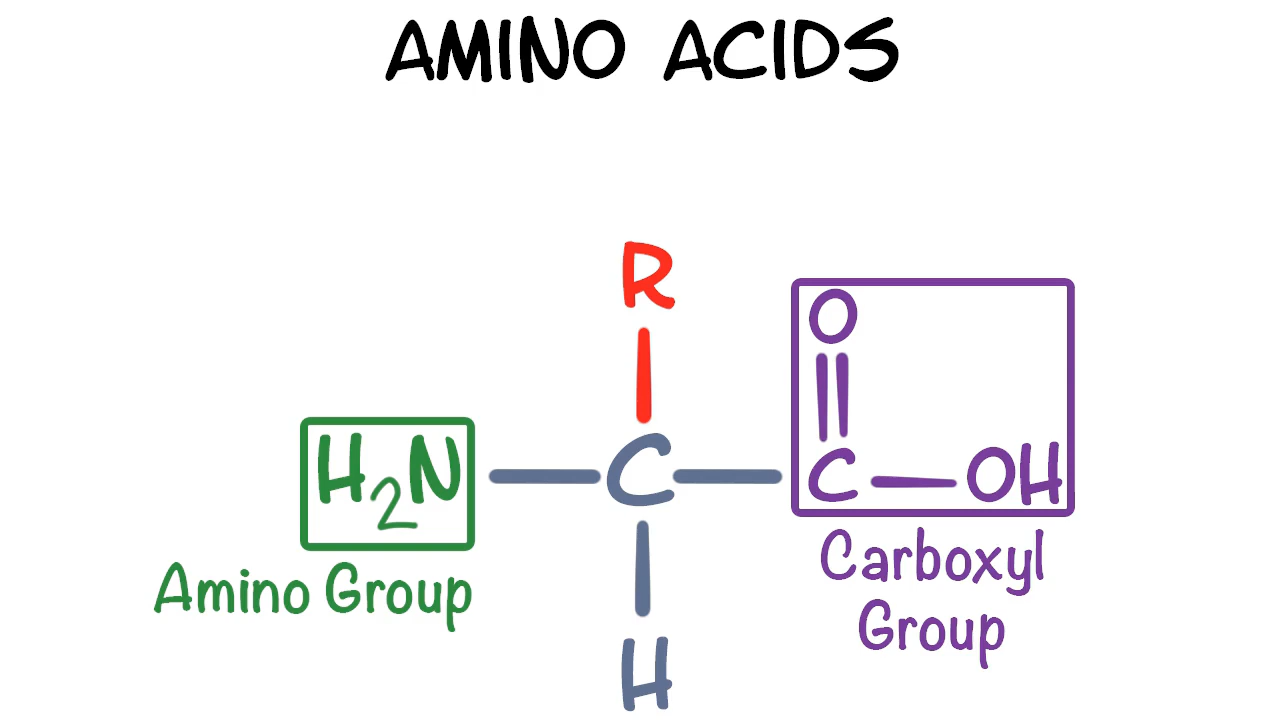 AMINO ACIDS
R
O
H₂N C C OH
Amino Group
Carboxyl
Group
H